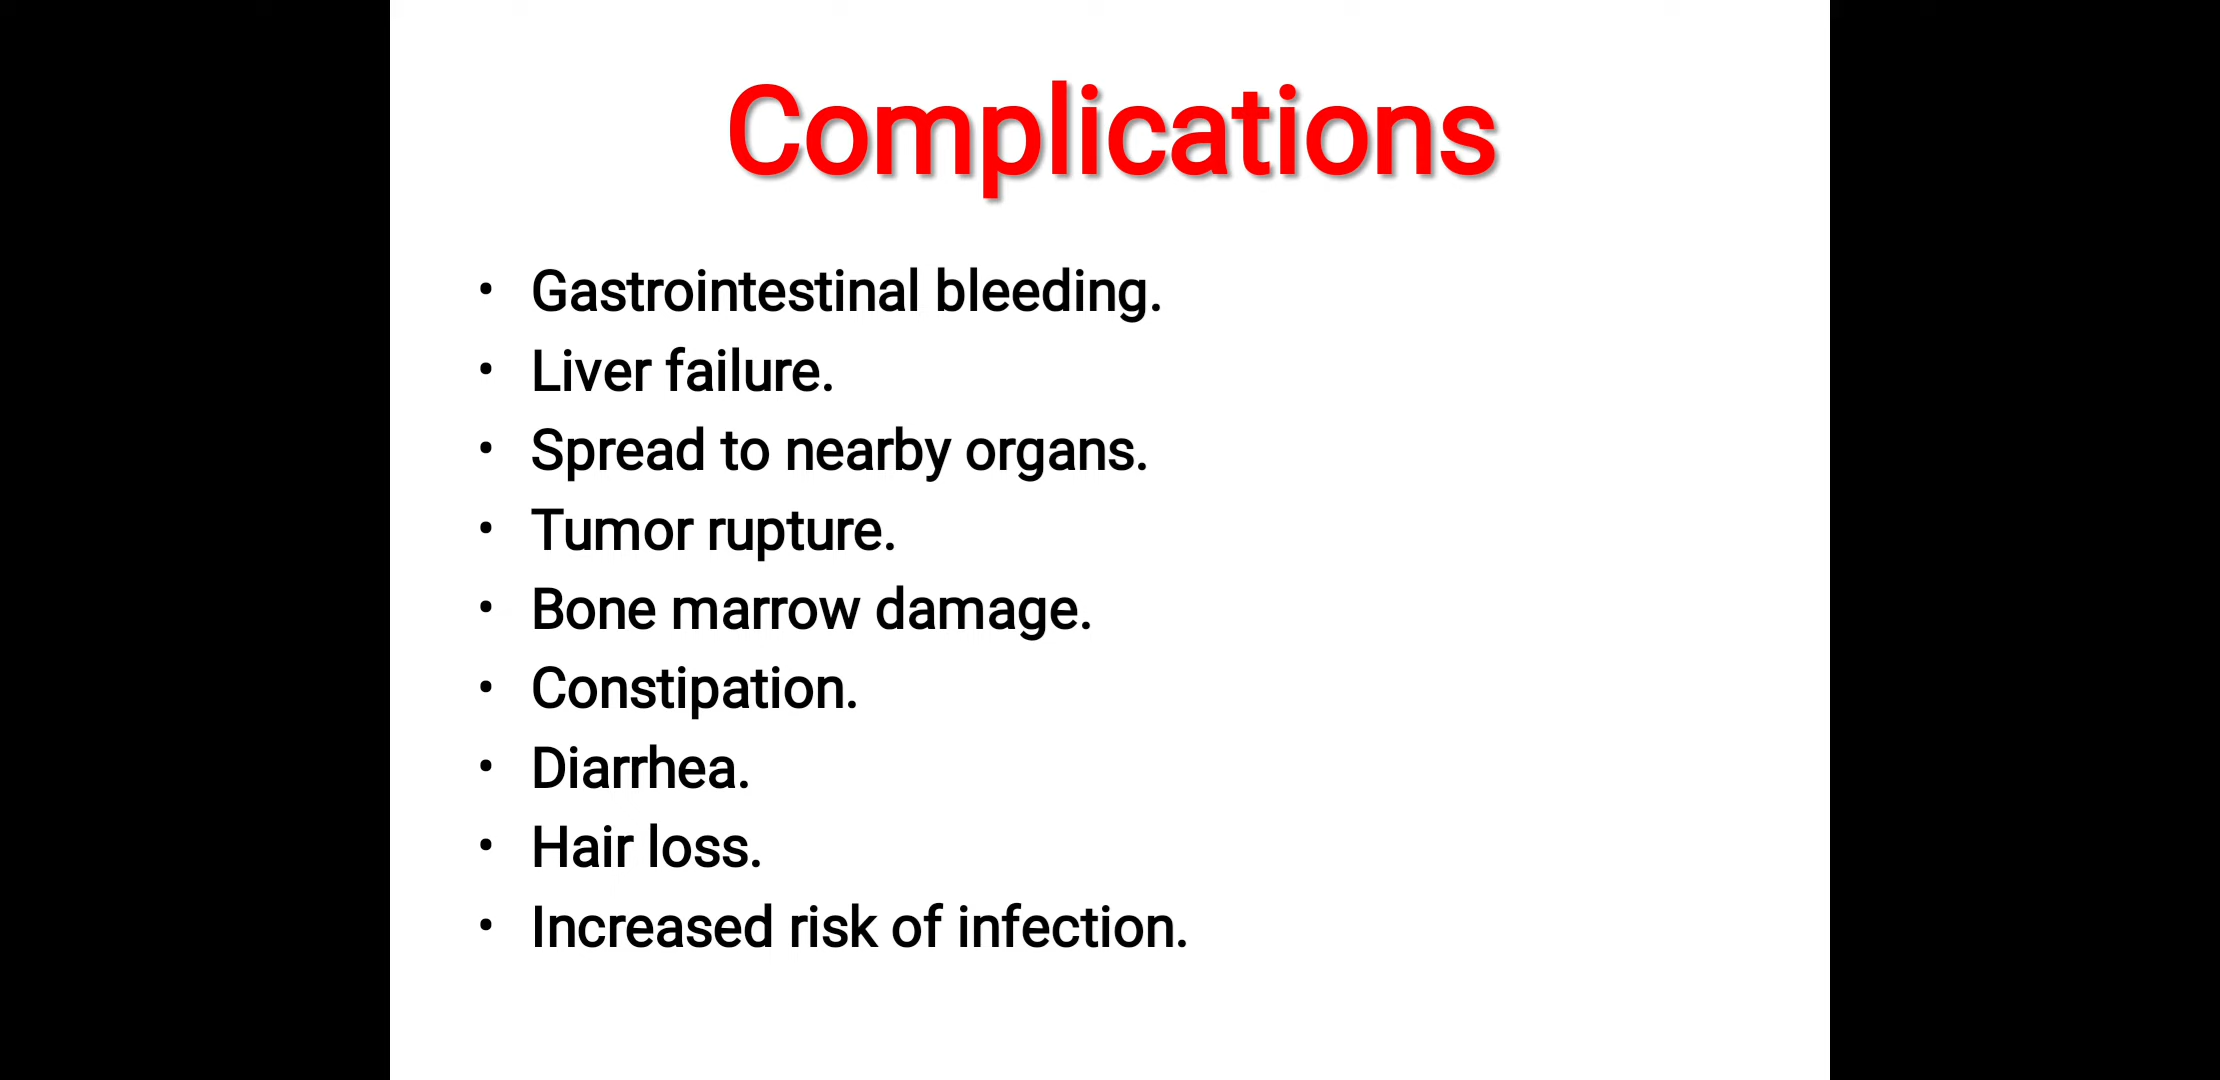 Complications
• Gastrointestinal bleeding.
• Liver failure.
• Spread to nearby organs.
• Tumor rupture.
• Bone marrow damage.
• Constipation.
• Diarrhea.
• Hair loss.
• Increased risk of infection.